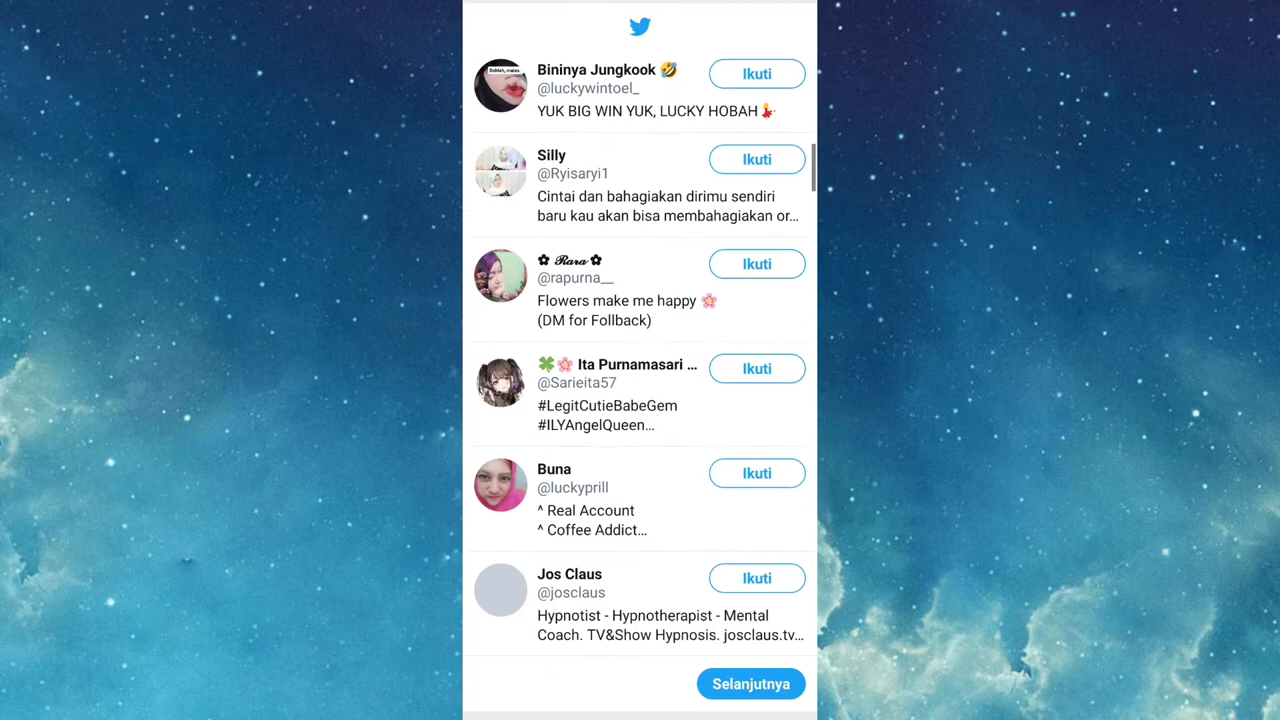 Bininya Jungkook 🤣
Ikuti
@luckywintoel_
YUK BIG WIN YUK, LUCKY HOBAH 💃
Silly
Ikuti
@Ryisaryi1
Cintai dan bahagiakan dirimu sendiri
baru kau akan bisa membahagiakan or...
✿ 𝓡𝓪𝓻𝓪 ✿
Ikuti
@rapurna__
Flowers make me happy 🌸
(DM for Follback)
🍀🌸 Ita Purnamasari ...
Ikuti
@Sarieita57
#LegitCutieBabeGem
#ILYAngelQueen...
Buna
Ikuti
@luckyprill
^ Real Account
^ Coffee Addict...
Jos Claus
Ikuti
@josclaus
Hypnotist - Hypnotherapist - Mental
Coach. TV&Show Hypnosis. josclaus.tv...
Selanjutnya